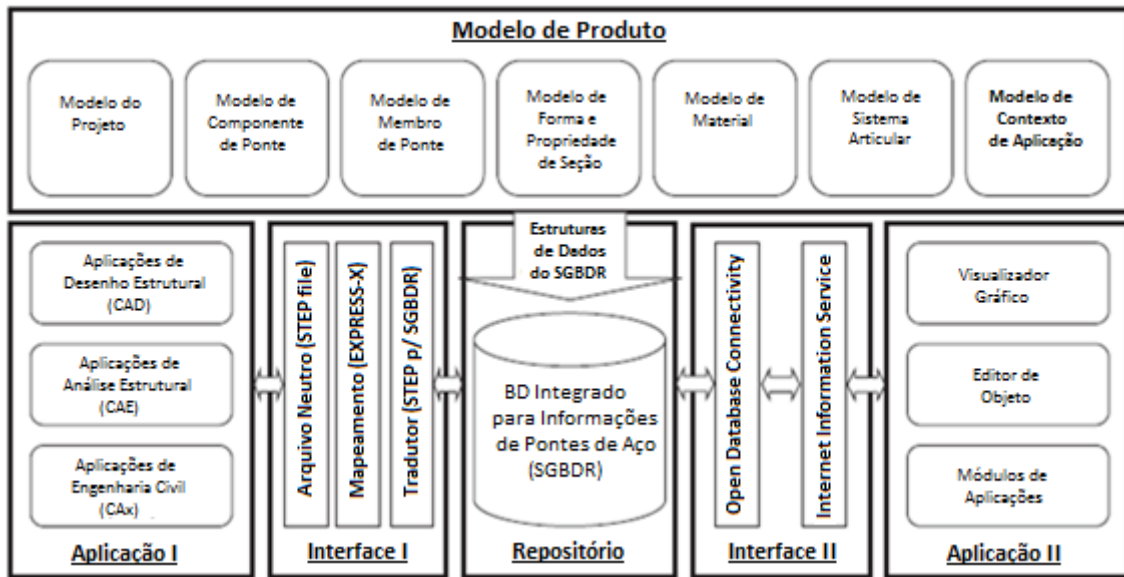 Modelo de Produto
Modelo do
Projeto
Modelo de
Componente
de Ponte
Modelo de
Membro
de Ponte
Modelo de
Forma e
Propriedade
de Seção
Modelo de
Material
Modelo de
Sistema
Articular
Modelo de
Contexto
de Aplicação
Aplicações de
Desenho Estrutural
(CAD)
Aplicações de
Análise Estrutural
(CAE)
Aplicações de
Engenharia Civil
(CAx)
Aplicação I
Arquivo Neutro (STEP file)
Mapeamento (EXPRESS-X)
Tradutor (STEP p/ SGBDR)
Interface I
Estruturas
de Dados
do SGBDR
BD Integrado
para Informações
de Pontes de Aço
(SGBDR)
Repositório
Open Database Connectivity
Internet Information Service
Interface II
Visualizador
Gráfico
Editor de
Objeto
Módulos de
Aplicações
Aplicação II